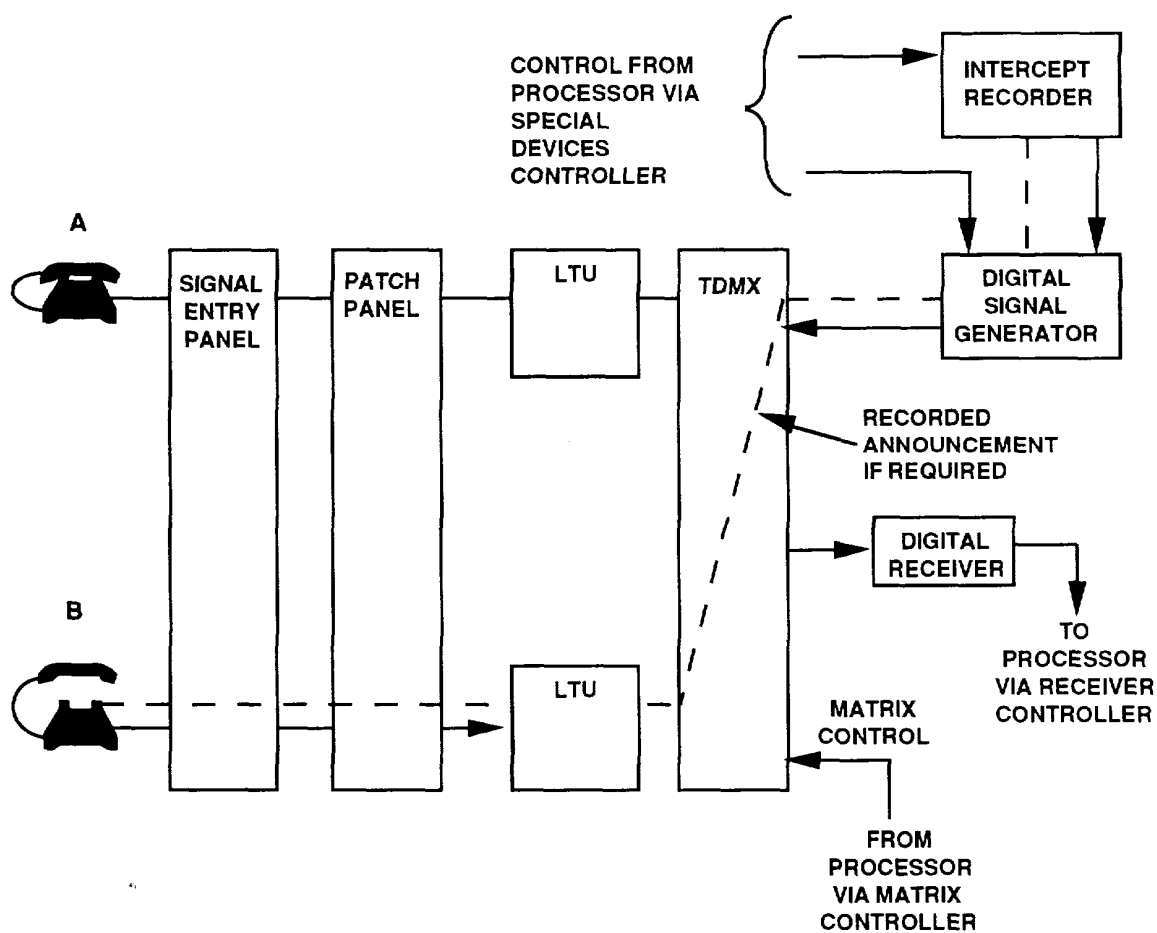 CONTROL FROM
PROCESSOR VIA
SPECIAL
DEVICES
CONTROLLER
INTERCEPT
RECORDER
A
SIGNAL
ENTRY
PANEL
PATCH
PANEL
LTU
TDMX
DIGITAL
SIGNAL
GENERATOR
RECORDED
ANNOUNCEMENT
IF REQUIRED
DIGITAL
RECEIVER
B
LTU
TO
PROCESSOR
VIA RECEIVER
CONTROLLER
MATRIX
CONTROL
FROM
PROCESSOR
VIA MATRIX
CONTROLLER